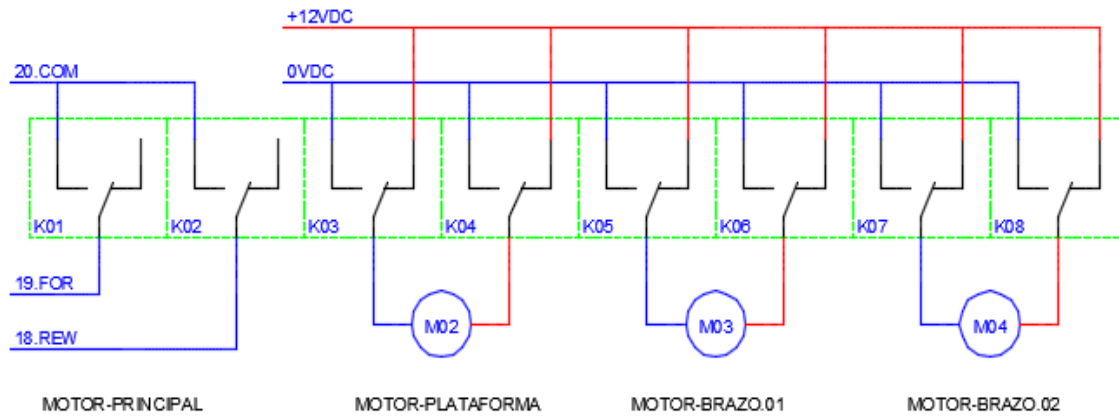 +12VDC
20.COM
0VDC
K01
K02
K03
K04
K05
K06
K07
K08
19.FOR
M02
M03
M04
18.REW
MOTOR-PRINCIPAL
MOTOR-PLATAFORMA
MOTOR-BRAZO.01
MOTOR-BRAZO.02